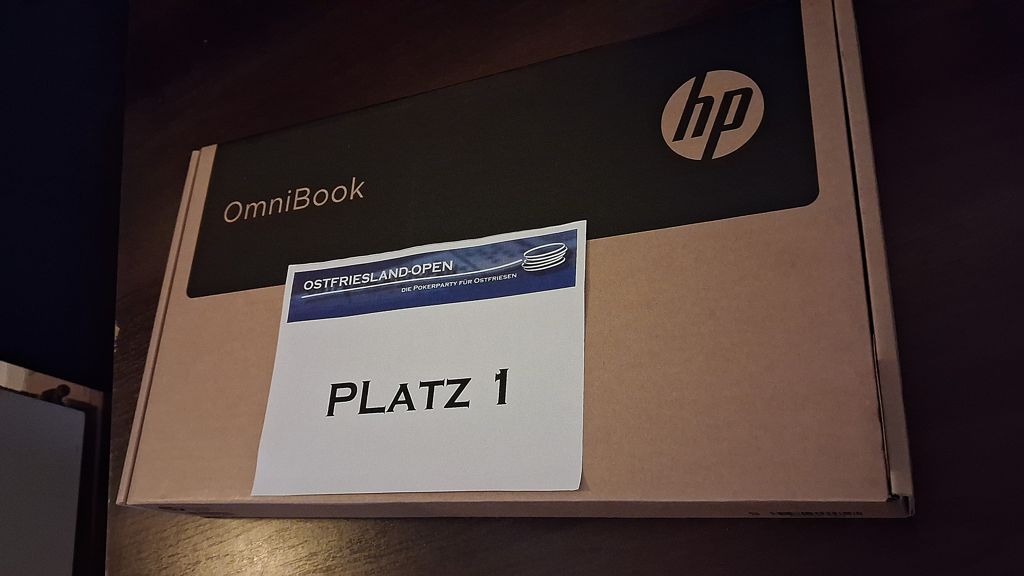 hp
OmniBook
OSTFRIESLAND-OPEN
DIE POKERPARTY FÜR OSTFRIESEN
PLATZ 1